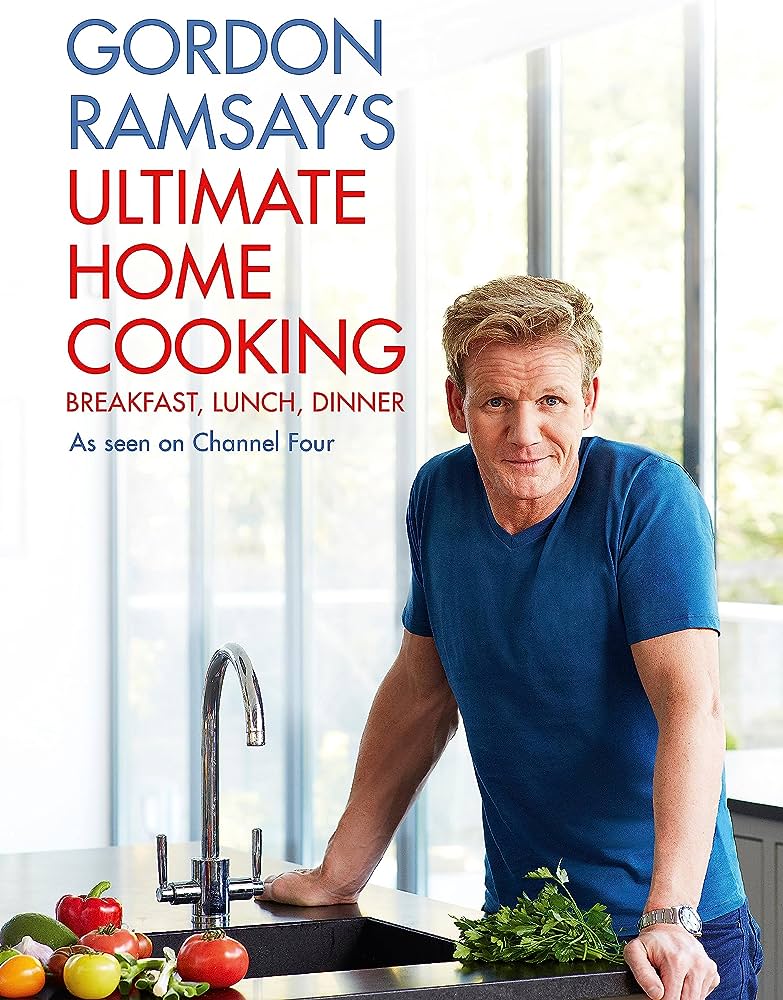 GORDON
RAMSAY'S
ULTIMATE
HOME
COOKING
BREAKFAST, LUNCH, DINNER
As seen on Channel Four